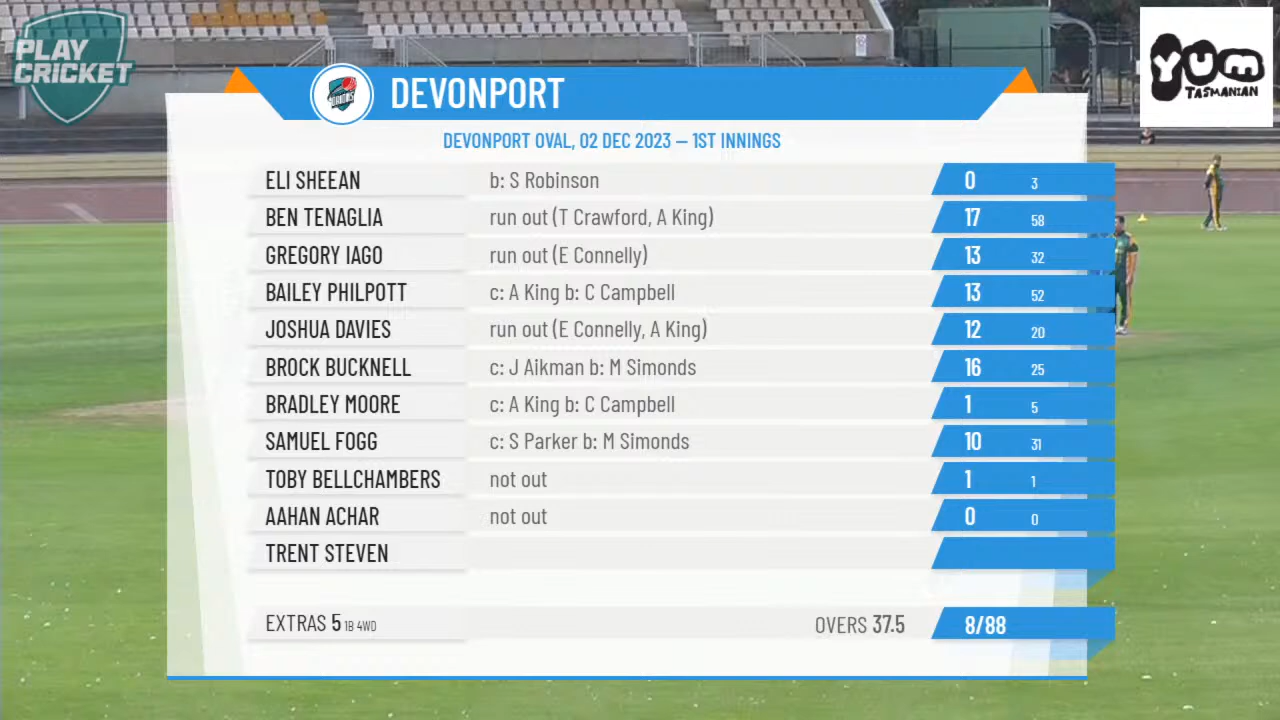 PLAY
CRICKET
YUM
TASMANIAN
DEVONPORT
DEVONPORT OVAL, 02 DEC 2023 – 1ST INNINGS
ELI SHEEAN b: S Robinson 0 3
BEN TENAGLIA run out (T Crawford, A King) 17 58
GREGORY IAGO run out (E Connelly) 13 32
BAILEY PHILPOTT c: A King b: C Campbell 13 52
JOSHUA DAVIES run out (E Connelly, A King) 12 20
BROCK BUCKNELL c: J Aikman b: M Simonds 16 25
BRADLEY MOORE c: A King b: C Campbell 1 5
SAMUEL FOGG c: S Parker b: M Simonds 10 31
TOBY BELLCHAMBERS not out 1 1
AAHAN ACHAR not out 0 0
TRENT STEVEN
EXTRAS 5 1B 4WD OVERS 37.5 8/88